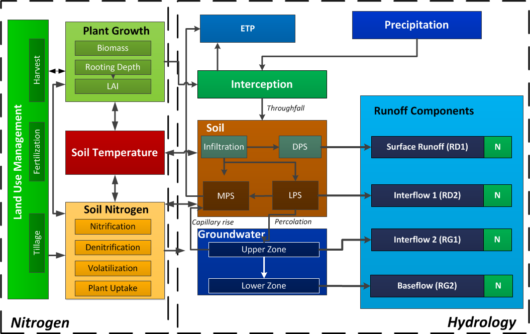 Land Use Management
Harvest
Fertilization
Tillage
Plant Growth
Biomass
Rooting Depth
LAI
Soil Temperature
Soil Nitrogen
Nitrification
Denitrification
Volatilization
Plant Uptake
Nitrogen
ETP
Precipitation
Interception
Throughfall
Soil
Infiltration
DPS
MPS
LPS
Capillary rise
Percolation
Groundwater
Upper Zone
Lower Zone
Runoff Components
Surface Runoff (RD1) N
Interflow 1 (RD2) N
Interflow 2 (RG1) N
Baseflow (RG2) N
Hydrology